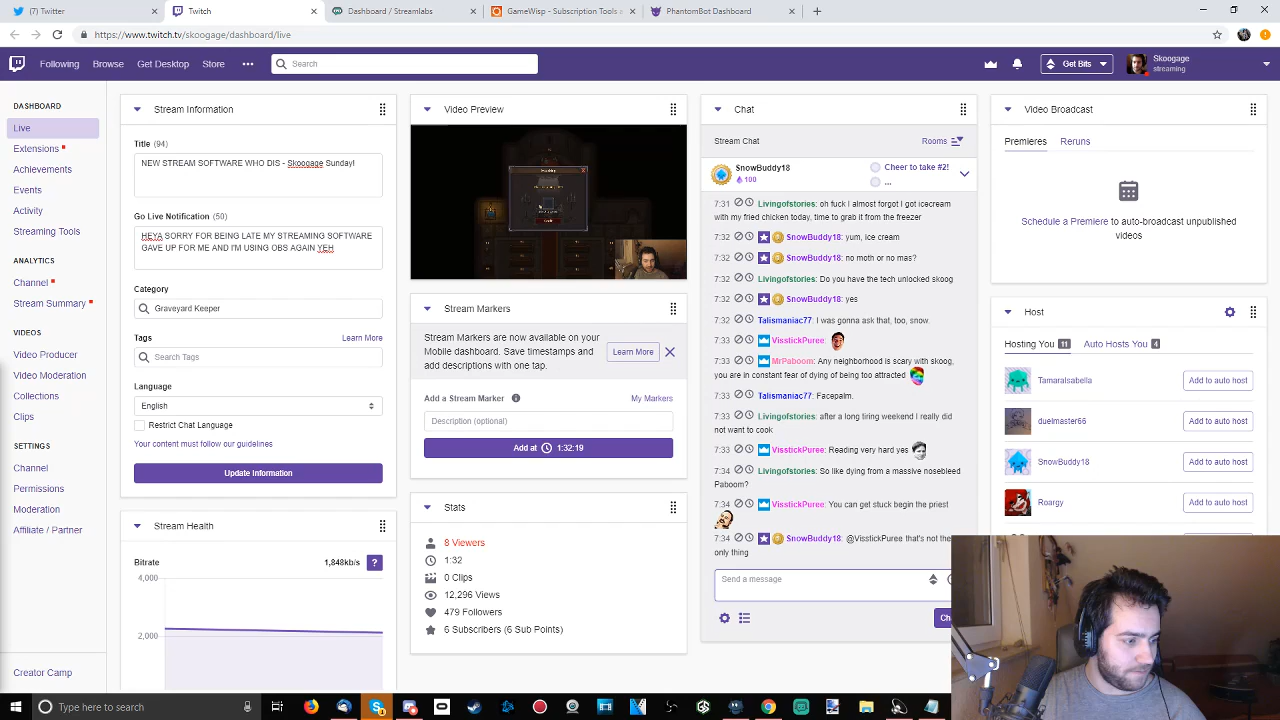 Twitter
Twitch
Dashboard / Streamlabs
GameWisp - Subscription Tools a
PhantomBot Dashboard
https://www.twitch.tv/skoogage/dashboard/live
Following
Browse
Get Desktop
Store
Search
Get Bits
Skoogage
streaming
DASHBOARD
Live
Extensions
Achievements
Events
Activity
Streaming Tools
ANALYTICS
Channel
Stream Summary
VIDEOS
Video Producer
Video Moderation
Collections
Clips
SETTINGS
Channel
Permissions
Moderation
Affiliate / Partner
Creator Camp
Stream Information
Title (94)
NEW STREAM SOFTWARE WHO DIS - Skoogage Sunday!
Go Live Notification (50)
HEYA SORRY FOR BEING LATE MY STREAMING SOFTWARE
GAVE UP FOR ME AND I'M USING OBS AGAIN YEH
Category
Graveyard Keeper
Tags
Learn More
Search Tags
Language
English
Restrict Chat Language
Your content must follow our guidelines
Update Information
Stream Health
Bitrate
1,848kb/s
?
4,000
2,000
Video Preview
Stream Markers
Stream Markers are now available on your
Mobile dashboard. Save timestamps and
add descriptions with one tap.
Learn More
Add a Stream Marker
My Markers
Description (optional)
Add at 1:32:19
Stats
8 Viewers
1:32
0 Clips
12,296 Views
479 Followers
6 Subscribers (6 Sub Points)
Chat
Stream Chat
Rooms
SnowBuddy18
100
Cheer to take #2!
...
7:31 Livingofstories: oh fuck I almost forgot I got icecream
with my fried chicken today, time to grab it from the freezer
7:32 SnowBuddy18: yum, ice cream
7:32 SnowBuddy18: no moth or no mas?
7:32 Livingofstories: Do you have the tech unlocked skoog
7:32 SnowBuddy18: yes
7:32 Talismaniac77: I was gonna ask that, too, snow.
7:33 VisstickPuree:
7:33 MrPaboom: Any neighborhood is scary with skoog,
you are in constant fear of dying of being too attracted
7:33 Talismaniac77: Facepalm.
7:33 Livingofstories: after a long tiring weekend I really did
not want to cook
7:33 VisstickPuree: Reading very hard yes
7:34 Livingofstories: So like dying from a massive nosebleed
Paboom?
7:34 VisstickPuree: You can get stuck begin the priest
7:34 SnowBuddy18: @VisstickPuree that's not the
only thing
Send a message
Video Broadcast
Premieres
Reruns
Schedule a Premiere to auto-broadcast unpublished
videos
Host
Hosting You 11
Auto Hosts You 4
TamaraIsabella
Add to auto host
duelmaster66
Add to auto host
SnowBuddy18
Add to auto host
Roargy
Add to auto host
Type here to search